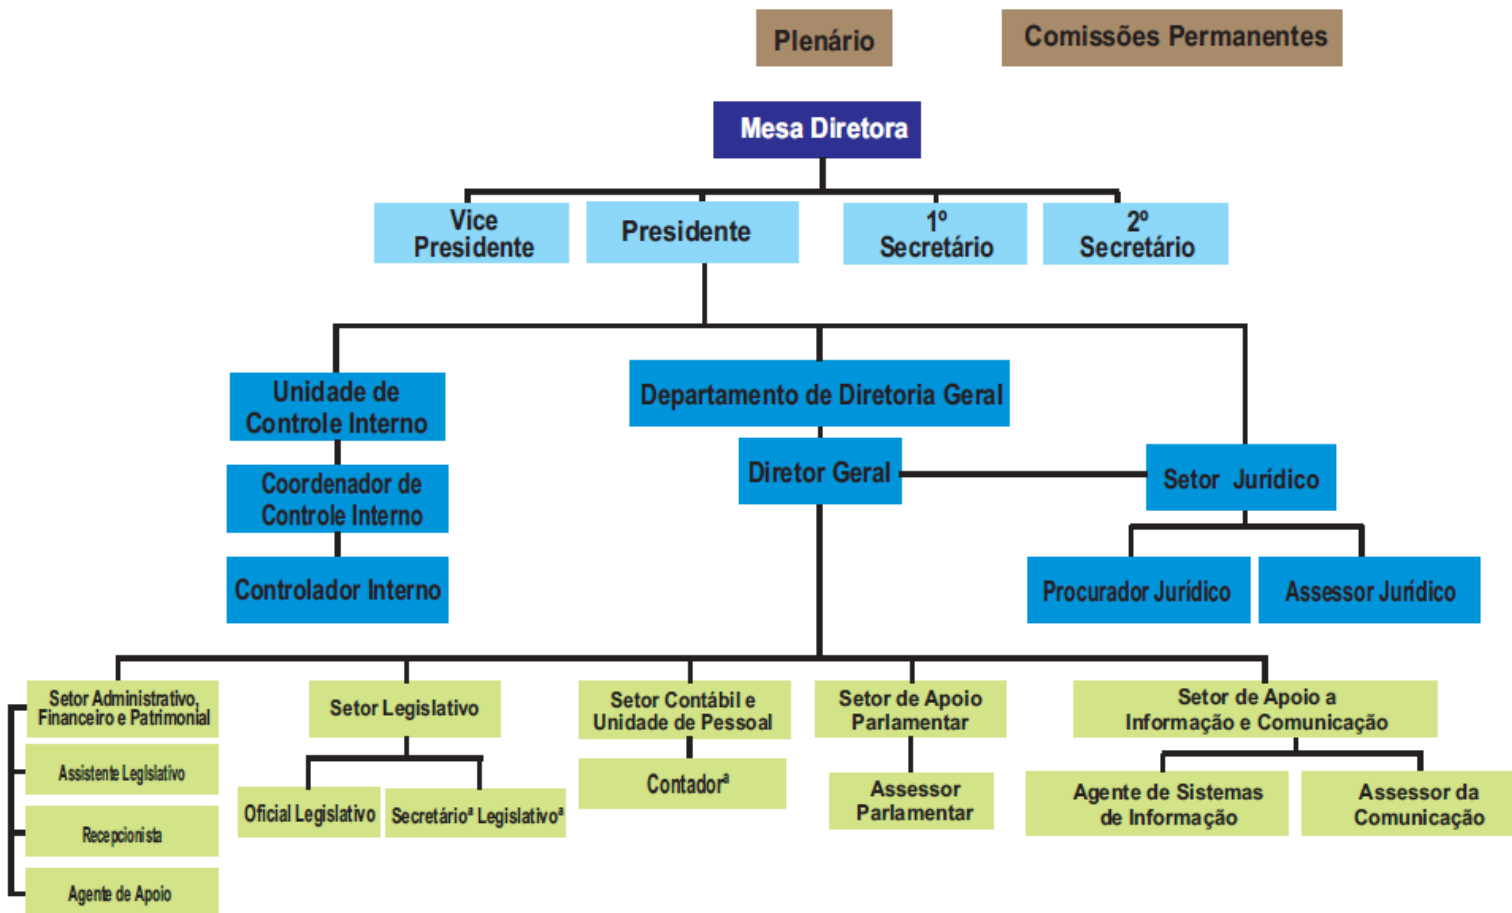 Plenário
Comissões Permanentes
Mesa Diretora
Vice
Presidente
Presidente
1º
Secretário
2º
Secretário
Unidade de
Controle Interno
Departamento de Diretoria Geral
Coordenador de
Controle Interno
Diretor Geral
Setor Jurídico
Controlador Interno
Procurador Jurídico
Assessor Jurídico
Setor Administrativo,
Financeiro e Patrimonial
Setor Legislativo
Setor Contábil e
Unidade de Pessoal
Setor de Apoio
Parlamentar
Setor de Apoio a
Informação e Comunicação
Assistente Legislativo
Recepcionista
Agente de Apoio
Oficial Legislativo
Secretárioª Legislativoª
Contadorª
Assessor
Parlamentar
Agente de Sistemas
de Informação
Assessor da
Comunicação